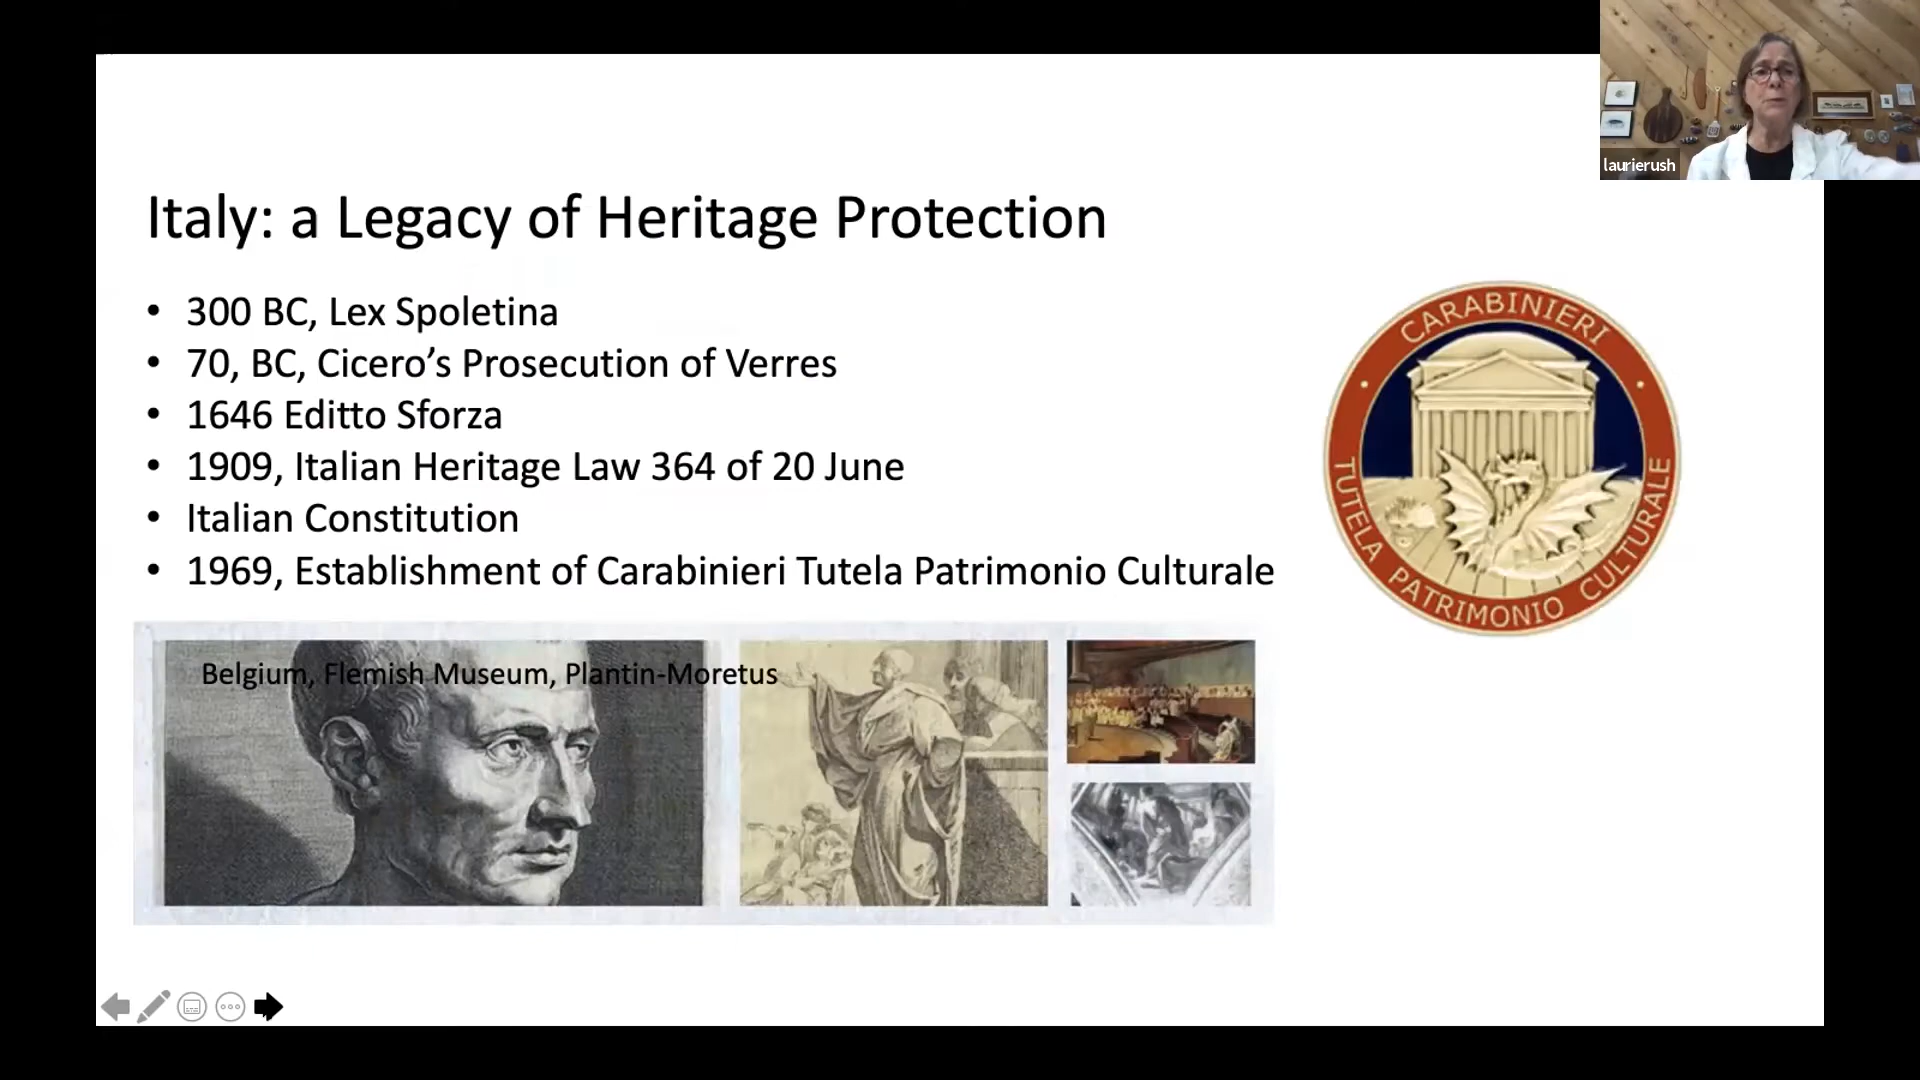 laurierush
Italy: a Legacy of Heritage Protection
• 300 BC, Lex Spoletina
• 70, BC, Cicero’s Prosecution of Verres
• 1646 Editto Sforza
• 1909, Italian Heritage Law 364 of 20 June
• Italian Constitution
• 1969, Establishment of Carabinieri Tutela Patrimonio Culturale
CARABINIERI
TUTELA PATRIMONIO CULTURALE
Belgium, Flemish Museum, Plantin-Moretus